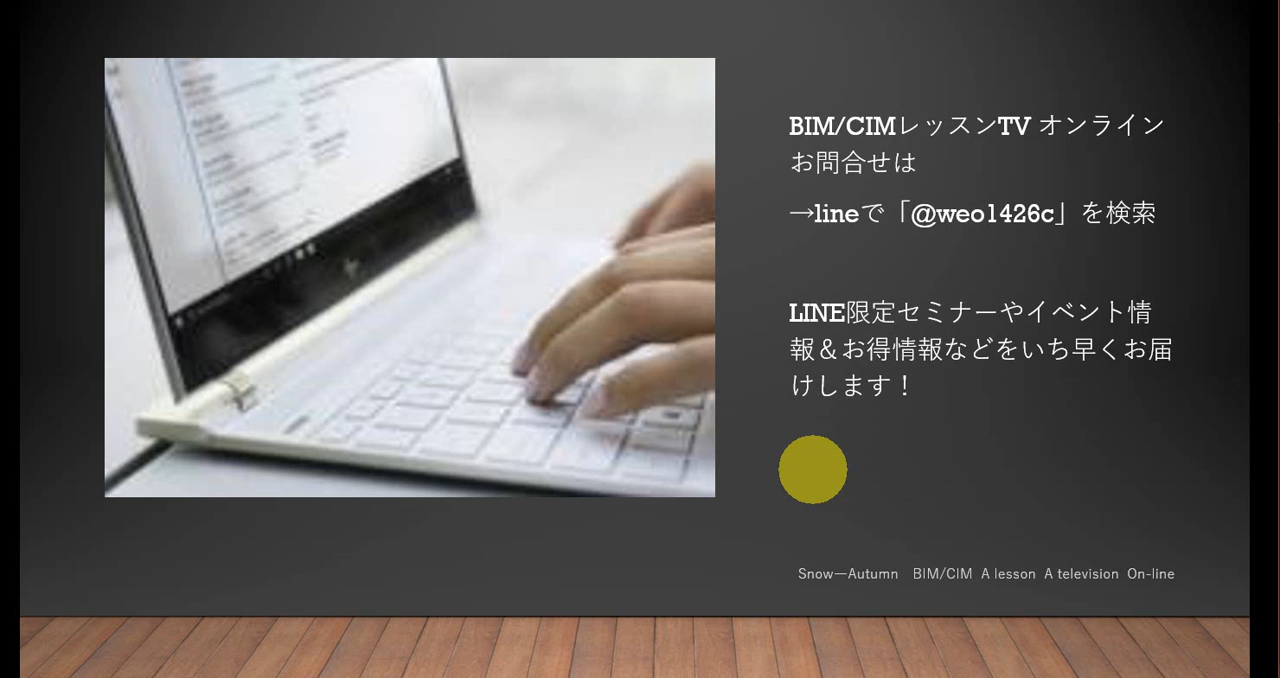 BIM/CIMレッスンTV オンライン
お問合せは
→lineで「@weo1426c」を検索
LINE限定セミナーやイベント情
報＆お得情報などをいち早くお届
けします！
Snow―Autumn BIM/CIM A lesson A television On-line